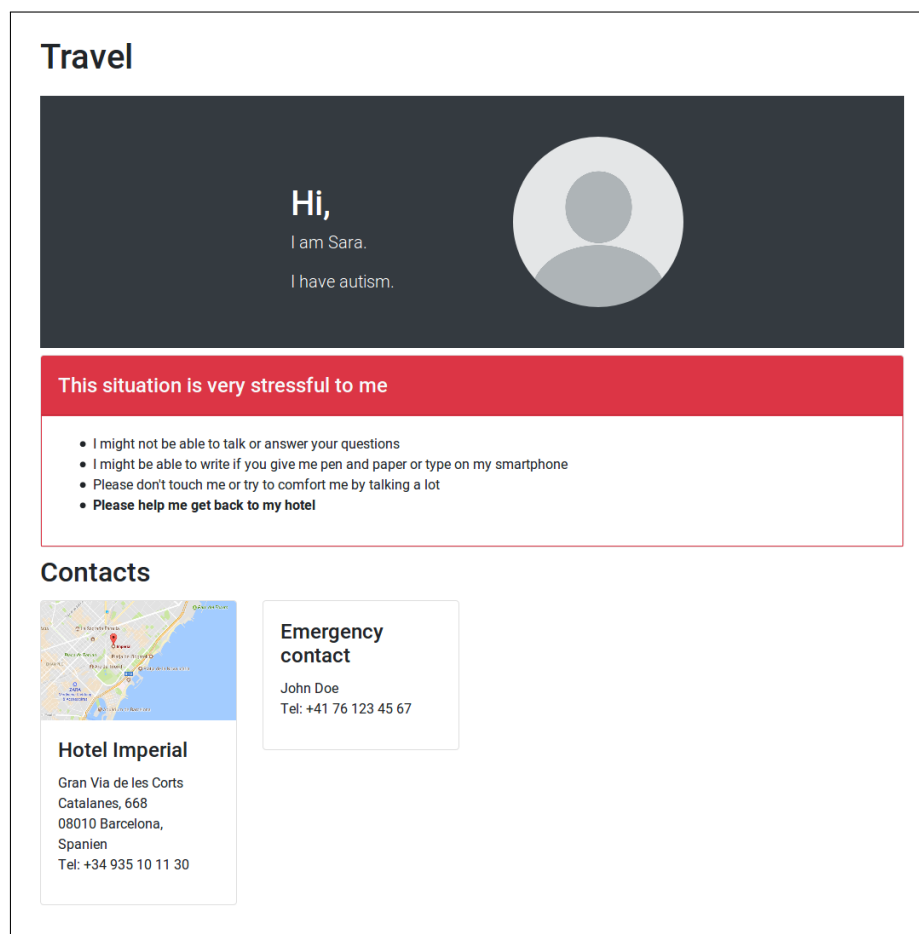 Travel
Hi,
I am Sara.
I have autism.
This situation is very stressful to me
I might not be able to talk or answer your questions
I might be able to write if you give me pen and paper or type on my smartphone
Please don't touch me or try to comfort me by talking a lot
Please help me get back to my hotel
Contacts
Hotel Imperial
Gran Via de les Corts
Catalanes, 668
08010 Barcelona,
Spanien
Tel: +34 935 10 11 30
Emergency
contact
John Doe
Tel: +41 76 123 45 67